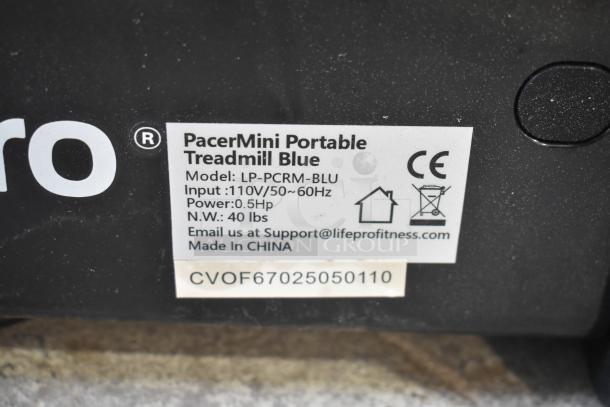 ro®
PacerMini Portable
Treadmill Blue
Model: LP-PCRM-BLU
Input :110V/50~60Hz
Power:0.5Hp
N.W.: 40 lbs
Email us at Support@lifeprofitness.com
Made In CHINA
CE
GROUP
CVOF67025050110